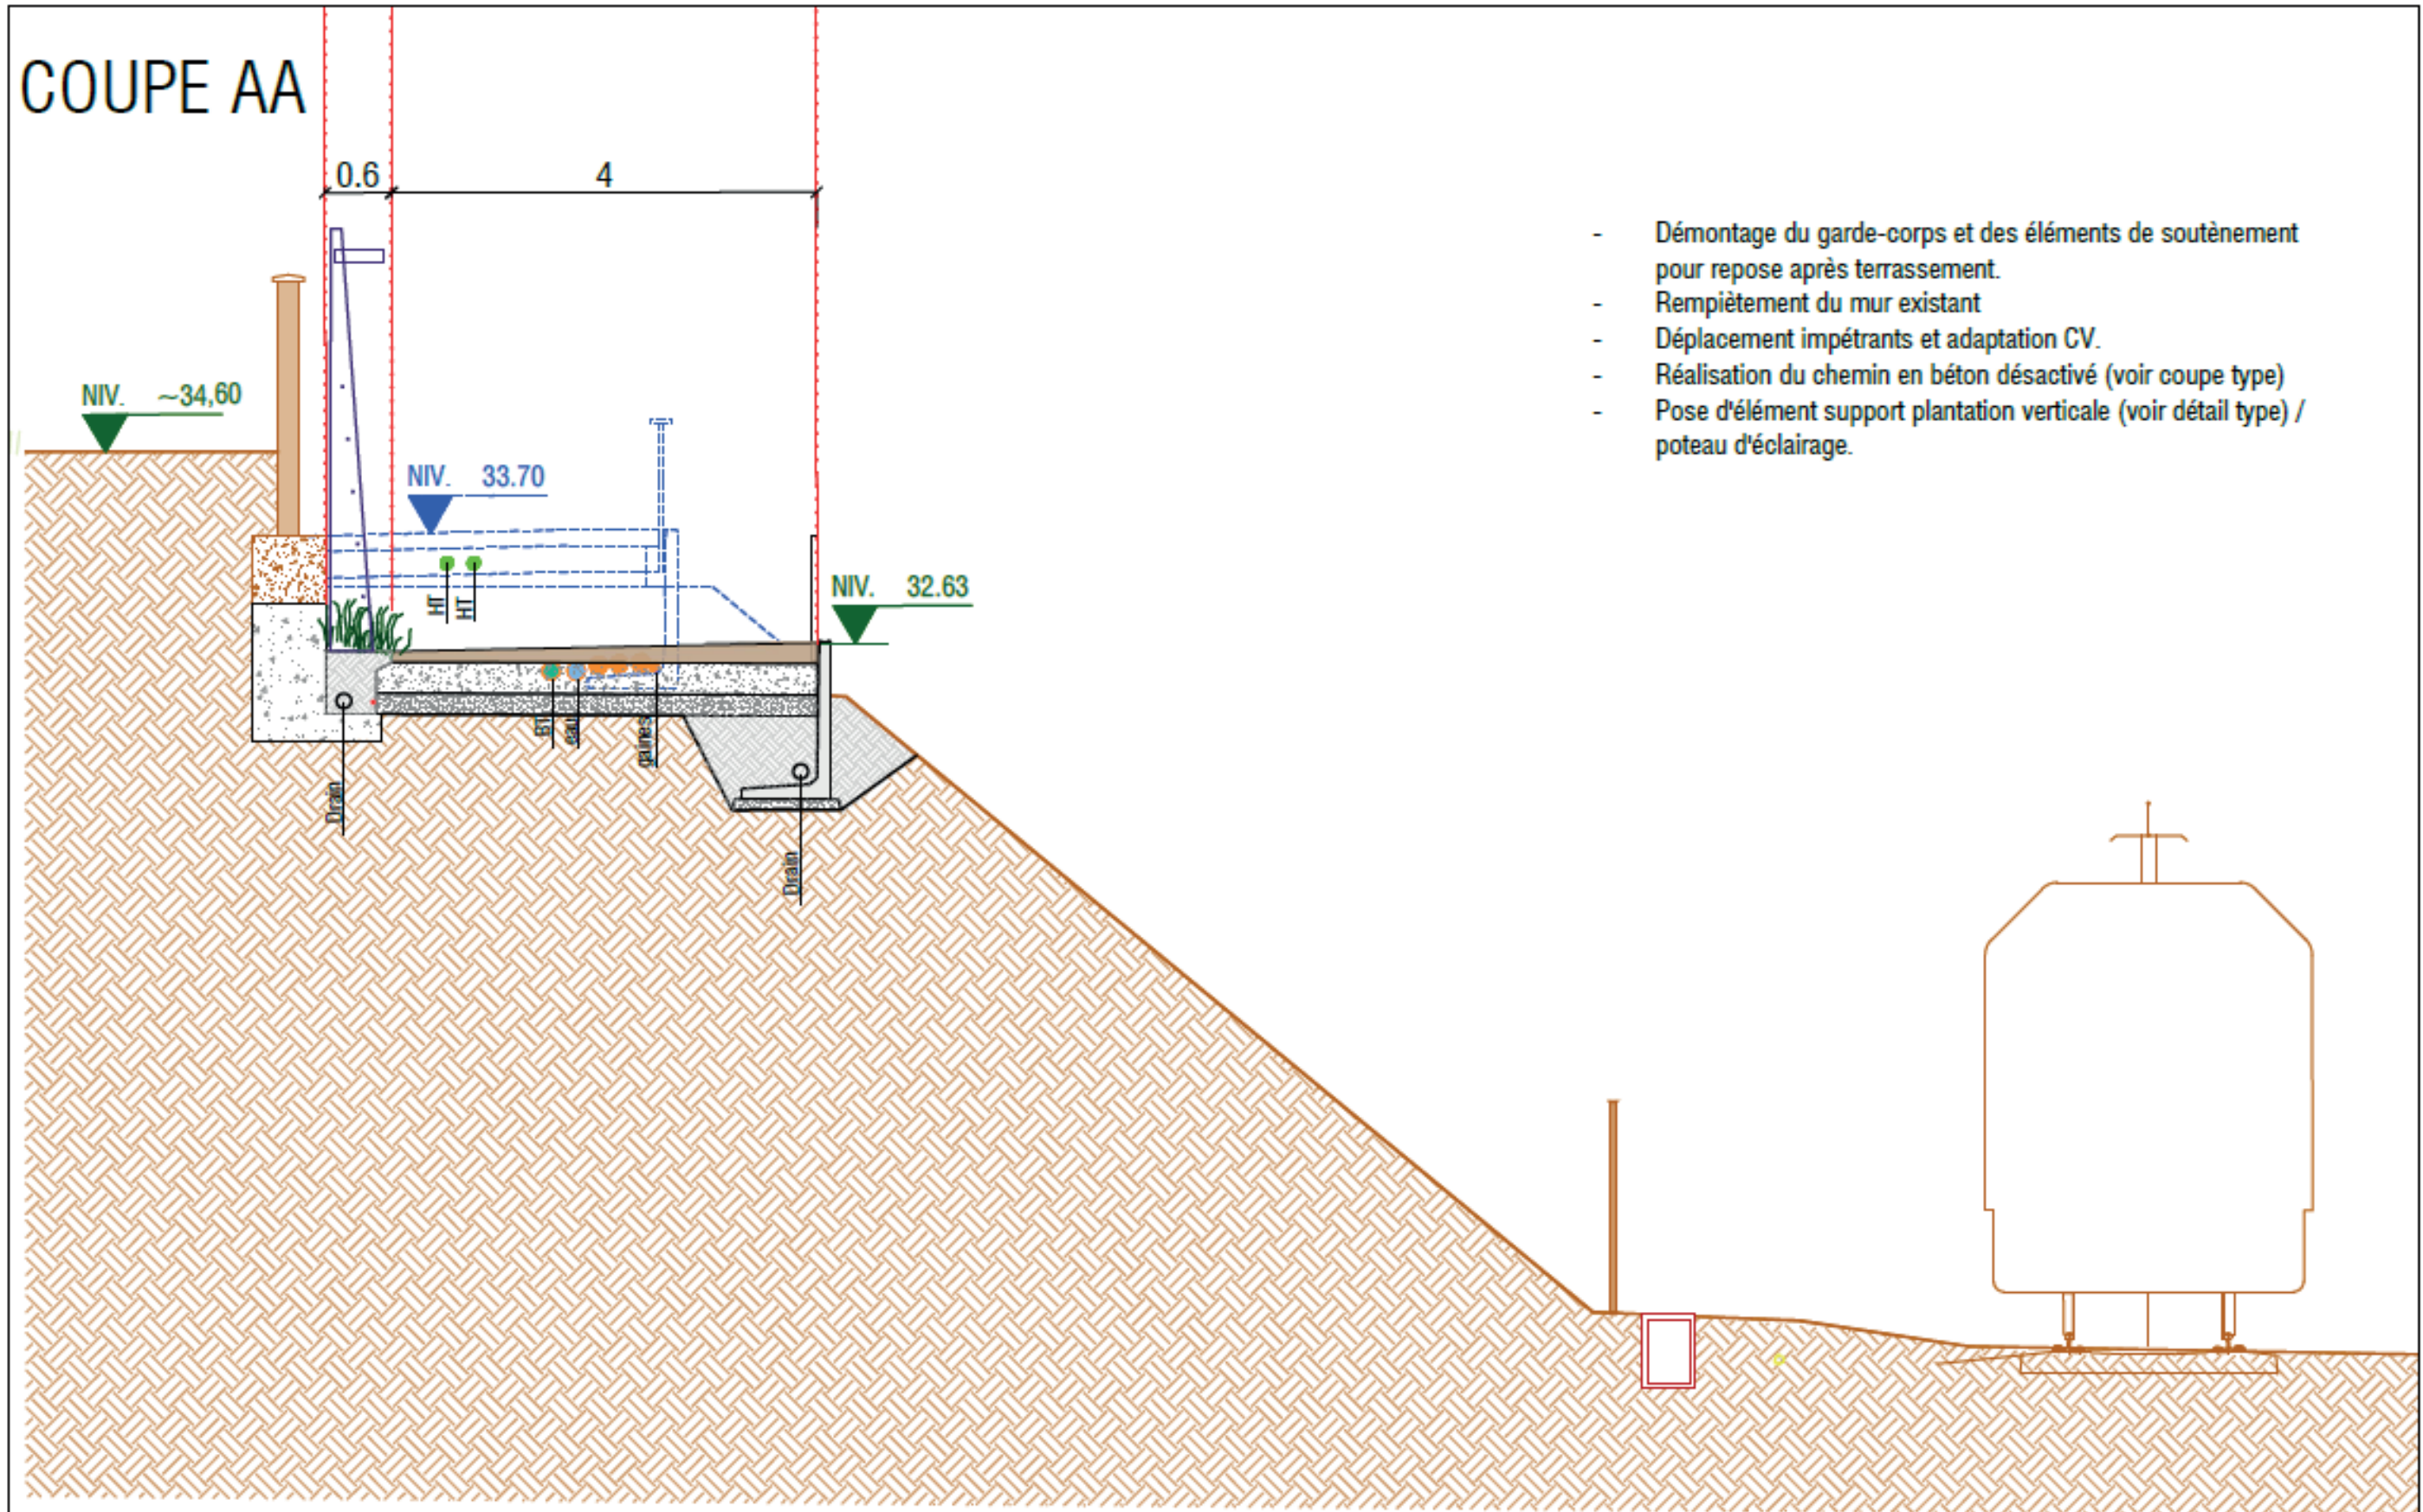 COUPE AA
0.6
4
- Démontage du garde-corps et des éléments de soutènement
pour repose après terrassement.
- Rempiètement du mur existant
- Déplacement impétrants et adaptation CV.
- Réalisation du chemin en béton désactivé (voir coupe type)
- Pose d'élément support plantation verticale (voir détail type) /
poteau d'éclairage.
NIV. ~34,60
NIV. 33.70
NIV. 32.63
HT
HT
BT
eau
gaines
Drain
Drain